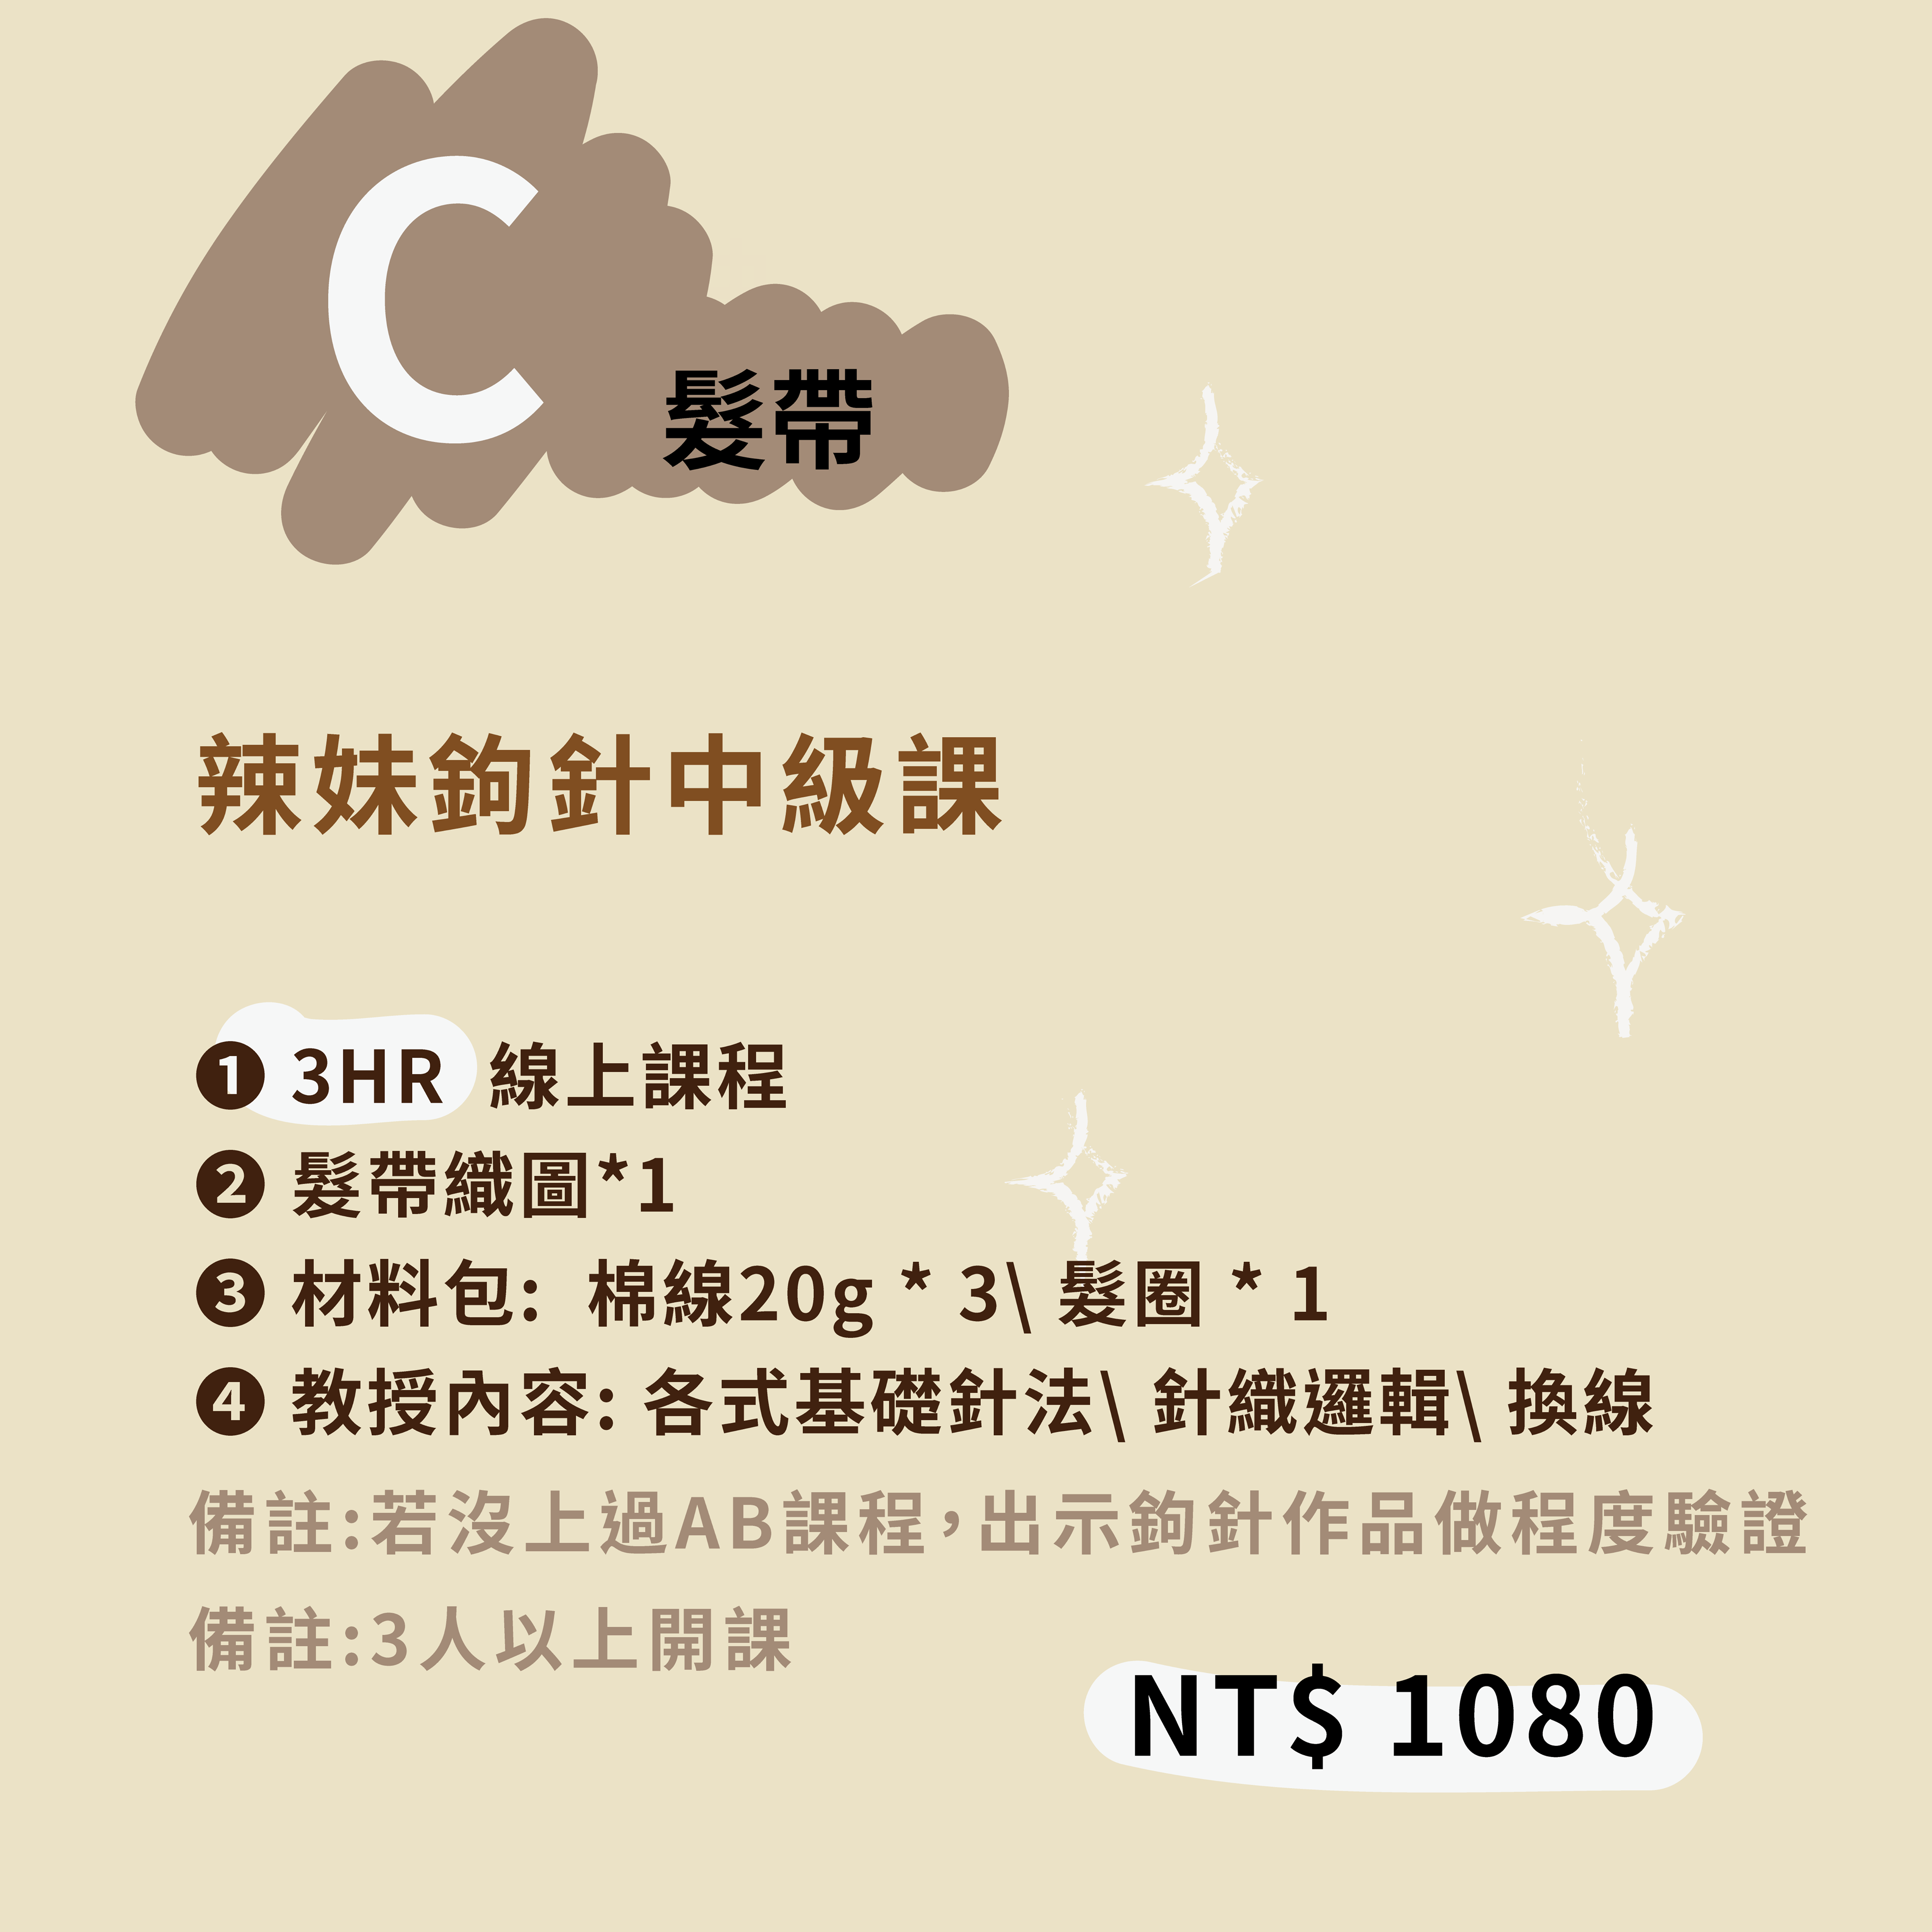 C
髮帶
辣妹鉤針中級課
❶ 3HR 線上課程
❷ 髮帶織圖*1
❸ 材料包: 棉線20g * 3\ 髮圈 * 1
❹ 教授內容: 各式基礎針法\ 針織邏輯\ 換線
備註:若沒上過AB課程，出示鉤針作品做程度驗證
備註:3人以上開課
NT$ 1080